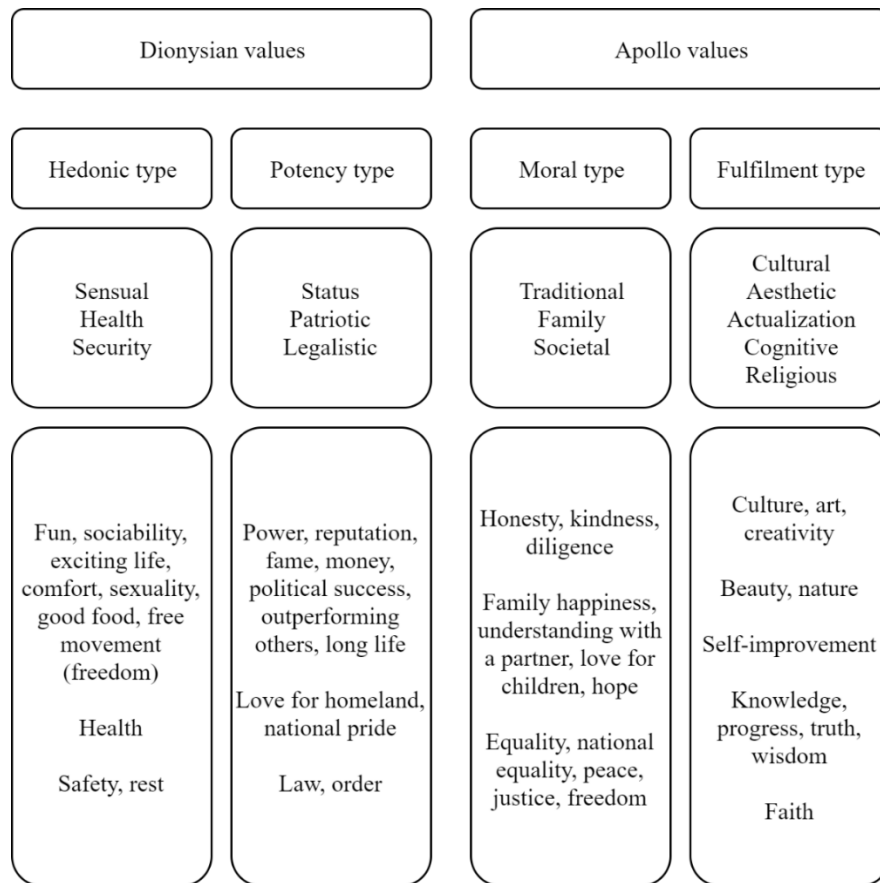 Dionysian values
Apollo values
Hedonic type
Potency type
Moral type
Fulfilment type
Sensual
Health
Security
Status
Patriotic
Legalistic
Traditional
Family
Societal
Cultural
Aesthetic
Actualization
Cognitive
Religious
Fun, sociability,
exciting life,
comfort, sexuality,
good food, free
movement
(freedom)
Health
Safety, rest
Power, reputation,
fame, money,
political success,
outperforming
others, long life
Love for homeland,
national pride
Law, order
Honesty, kindness,
diligence
Family happiness,
understanding with
a partner, love for
children, hope
Equality, national
equality, peace,
justice, freedom
Culture, art,
creativity
Beauty, nature
Self-improvement
Knowledge,
progress, truth,
wisdom
Faith